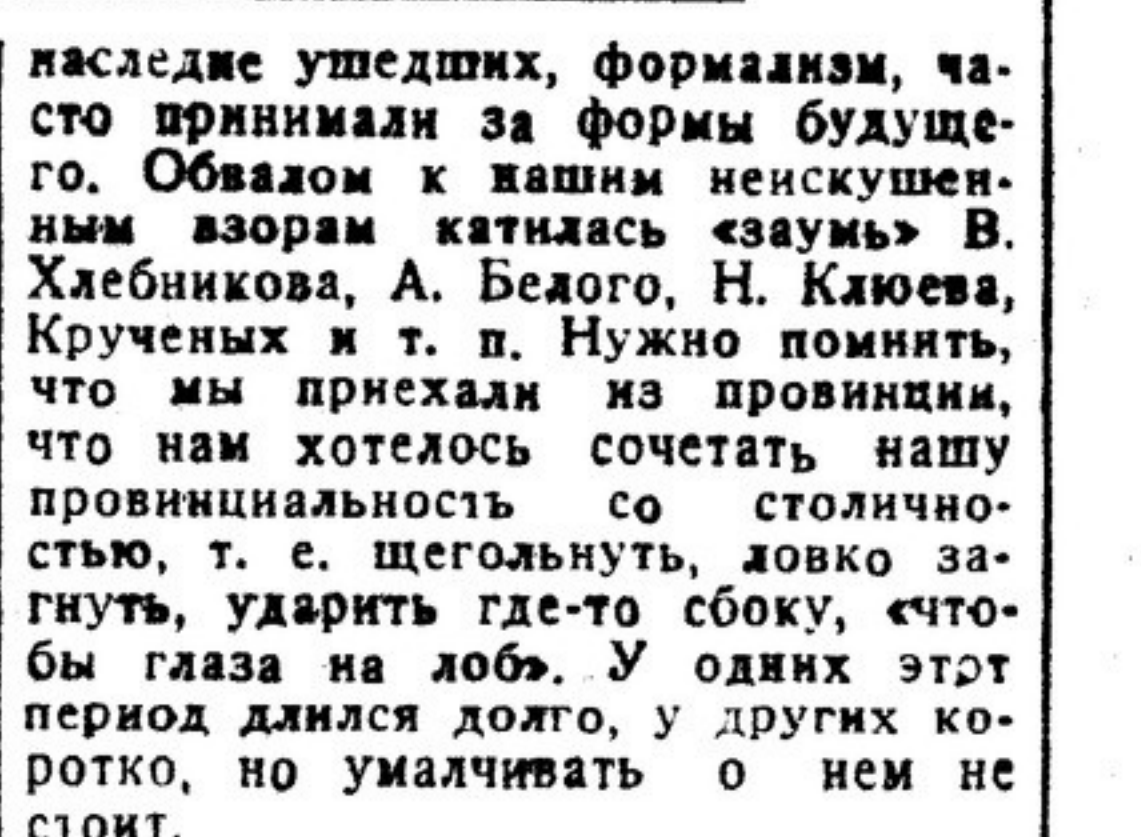 наследие ушедших, формализм, ча-
сто принимали за формы будуще-
го. Обвалом к нашим неискушен-
ным взорам катилась «заумь» В.
Хлебникова, А. Белого, Н. Клюева,
Крученых и т. п. Нужно помнить,
что мы приехали из провинции,
что нам хотелось сочетать нашу
провинциальность со столично-
стью, т. е. щегольнуть, ловко за-
гнуть, ударить где-то сбоку, «что-
бы глаза на лоб». У одних этот
период длился долго, у других ко-
ротко, но умалчивать о нем не
стоит.